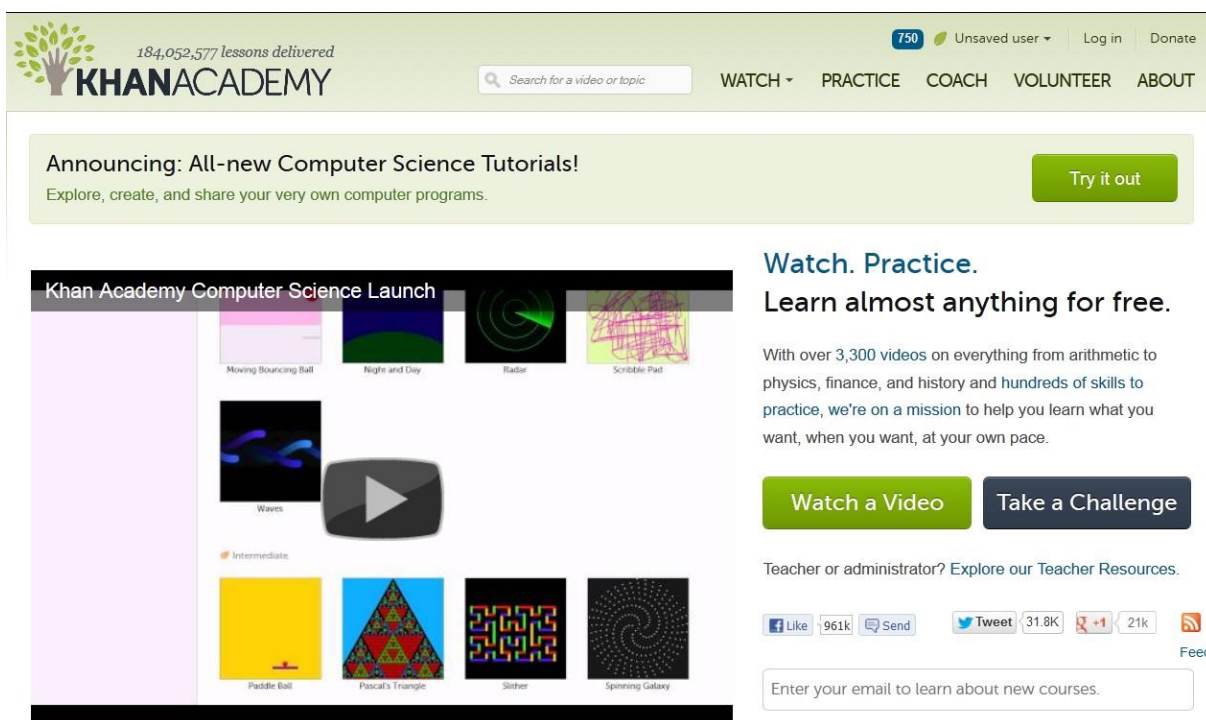 184,052,577 lessons delivered
KHANACADEMY
750 Unsaved user Log in Donate
Search for a video or topic
WATCH PRACTICE COACH VOLUNTEER ABOUT
Announcing: All-new Computer Science Tutorials!
Explore, create, and share your very own computer programs.
Try it out
Khan Academy Computer Science Launch
Moving Bouncing Ball Night and Day Radar Scribble Pad
Waves
Intermediate
Paddle Ball Pascal's Triangle Sinher Spinning Galaxy
Watch. Practice.
Learn almost anything for free.
With over 3,300 videos on everything from arithmetic to
physics, finance, and history and hundreds of skills to
practice, we're on a mission to help you learn what you
want, when you want, at your own pace.
Watch a Video Take a Challenge
Teacher or administrator? Explore our Teacher Resources.
Like 961k Send Tweet 31.8K +1 21k
Feed
Enter your email to learn about new courses.